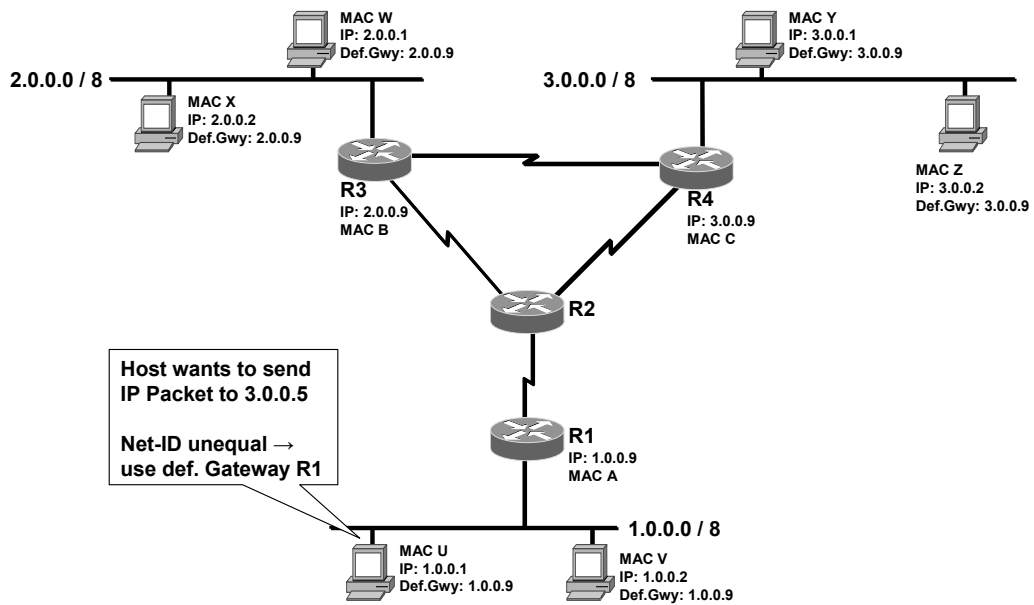 MAC W
IP: 2.0.0.1
Def.Gwy: 2.0.0.9
2.0.0.0 / 8
MAC X
IP: 2.0.0.2
Def.Gwy: 2.0.0.9
MAC Y
IP: 3.0.0.1
Def.Gwy: 3.0.0.9
3.0.0.0 / 8
MAC Z
IP: 3.0.0.2
Def.Gwy: 3.0.0.9
R3
IP: 2.0.0.9
MAC B
R4
IP: 3.0.0.9
MAC C
R2
Host wants to send
IP Packet to 3.0.0.5
Net-ID unequal →
use def. Gateway R1
R1
IP: 1.0.0.9
MAC A
1.0.0.0 / 8
MAC U
IP: 1.0.0.1
Def.Gwy: 1.0.0.9
MAC V
IP: 1.0.0.2
Def.Gwy: 1.0.0.9